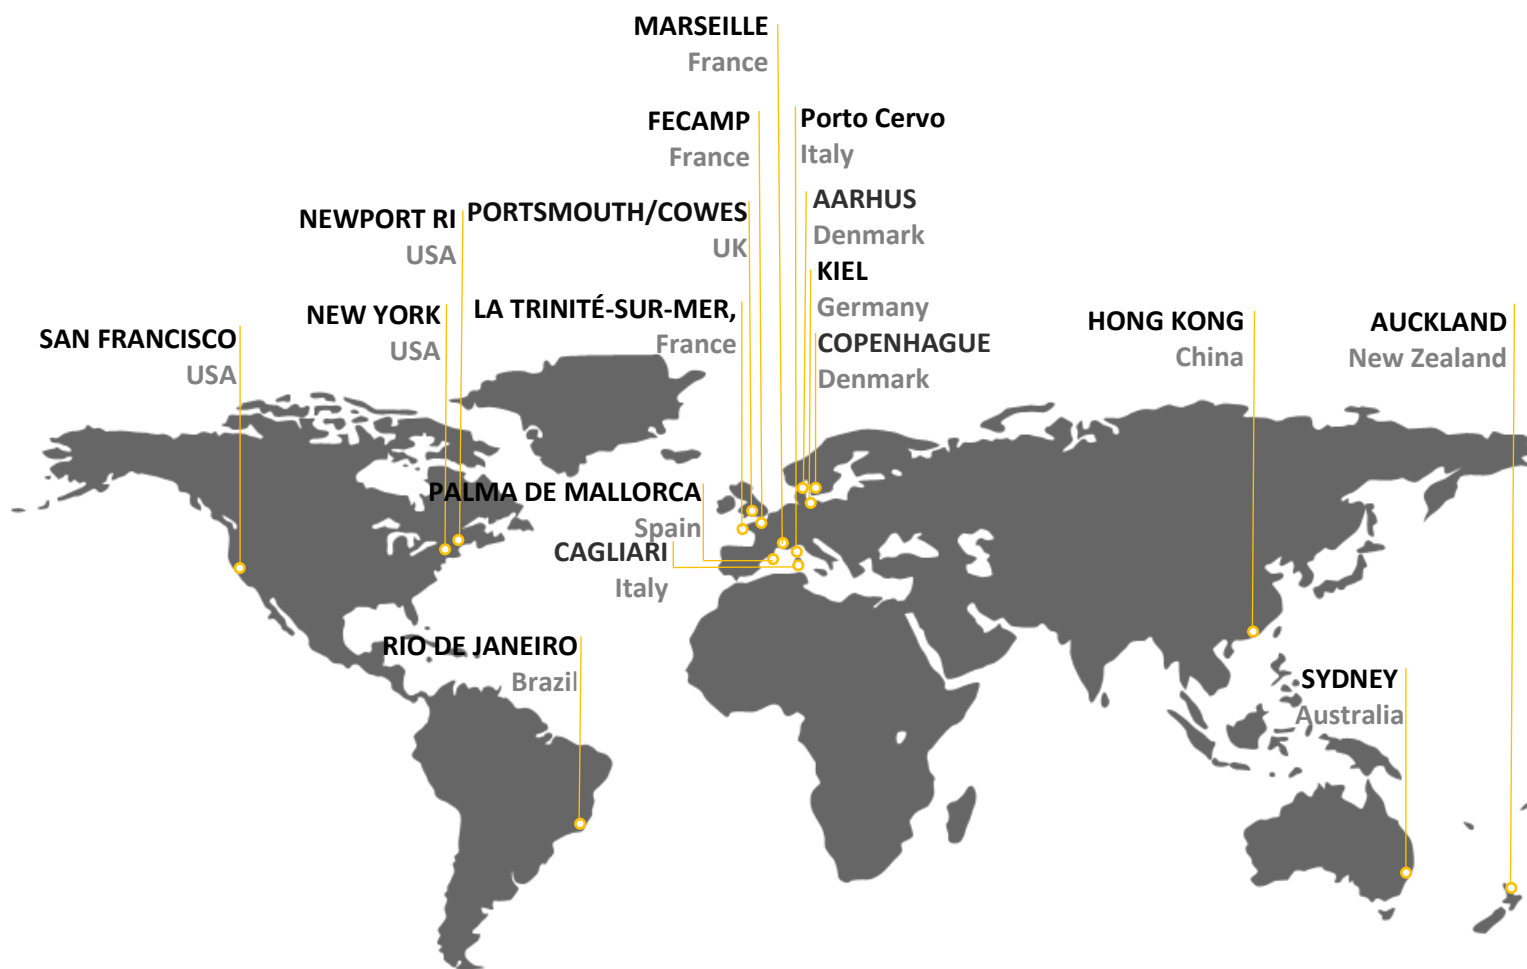 MARSEILLE
France
FECAMP
France
Porto Cervo
Italy
NEWPORT RI
USA
PORTSMOUTH/COWES
UK
AARHUS
Denmark
KIEL
Germany
SAN FRANCISCO
USA
NEW YORK
USA
LA TRINITÉ-SUR-MER,
France
COPENHAGUE
Denmark
HONG KONG
China
AUCKLAND
New Zealand
PALMA DE MALLORCA
Spain
CAGLIARI
Italy
RIO DE JANEIRO
Brazil
SYDNEY
Australia